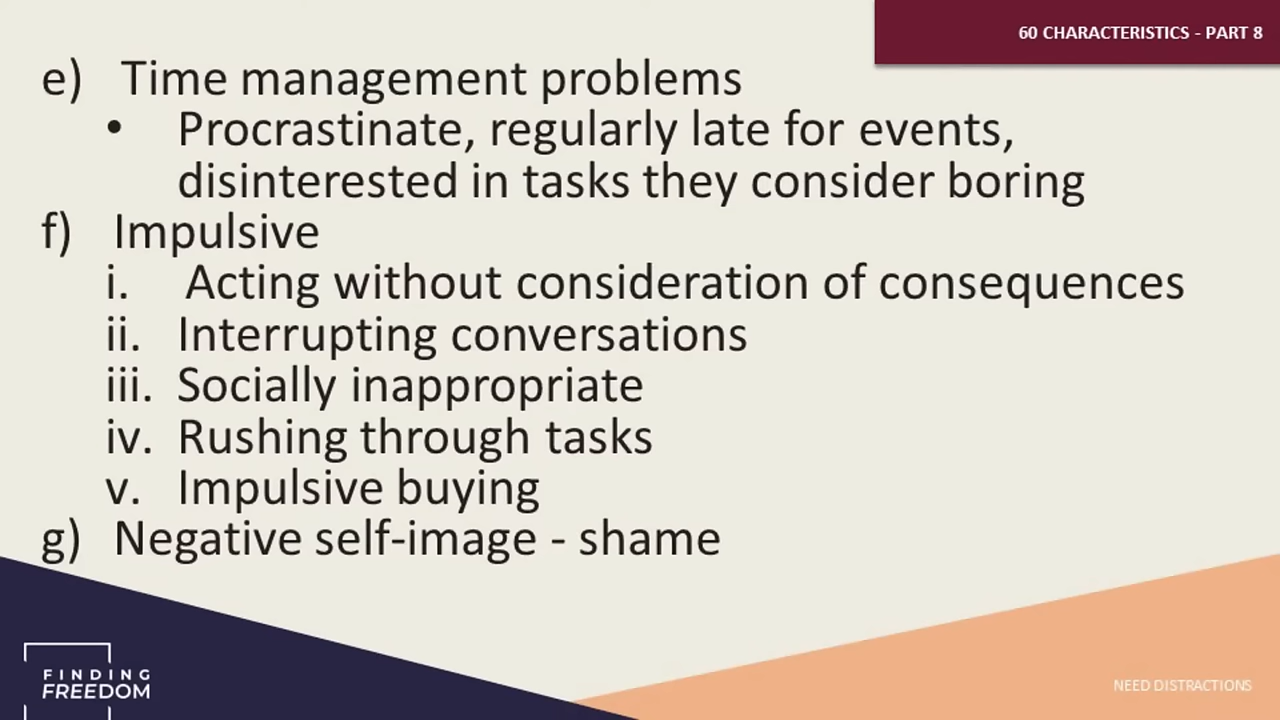 60 CHARACTERISTICS - PART 8
e) Time management problems
• Procrastinate, regularly late for events,
disinterested in tasks they consider boring
f) Impulsive
i. Acting without consideration of consequences
ii. Interrupting conversations
iii. Socially inappropriate
iv. Rushing through tasks
v. Impulsive buying
g) Negative self-image - shame
FINDING
FREEDOM
NEED DISTRACTIONS